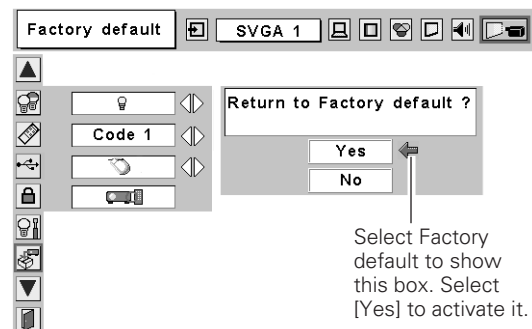 Factory default
SVGA 1
Return to Factory default ?
Code 1
Yes
No
Select Factory
default to show
this box. Select
[Yes] to activate it.